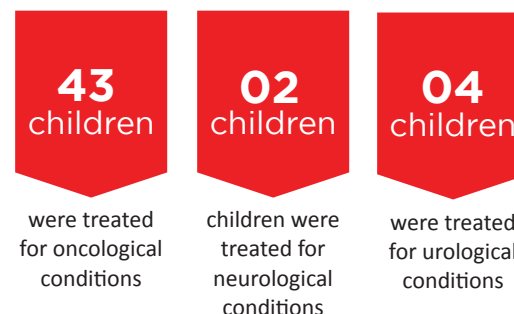 43
children
were treated
for oncological
conditions
02
children
children were
treated for
neurological
conditions
04
children
were treated
for urological
conditions